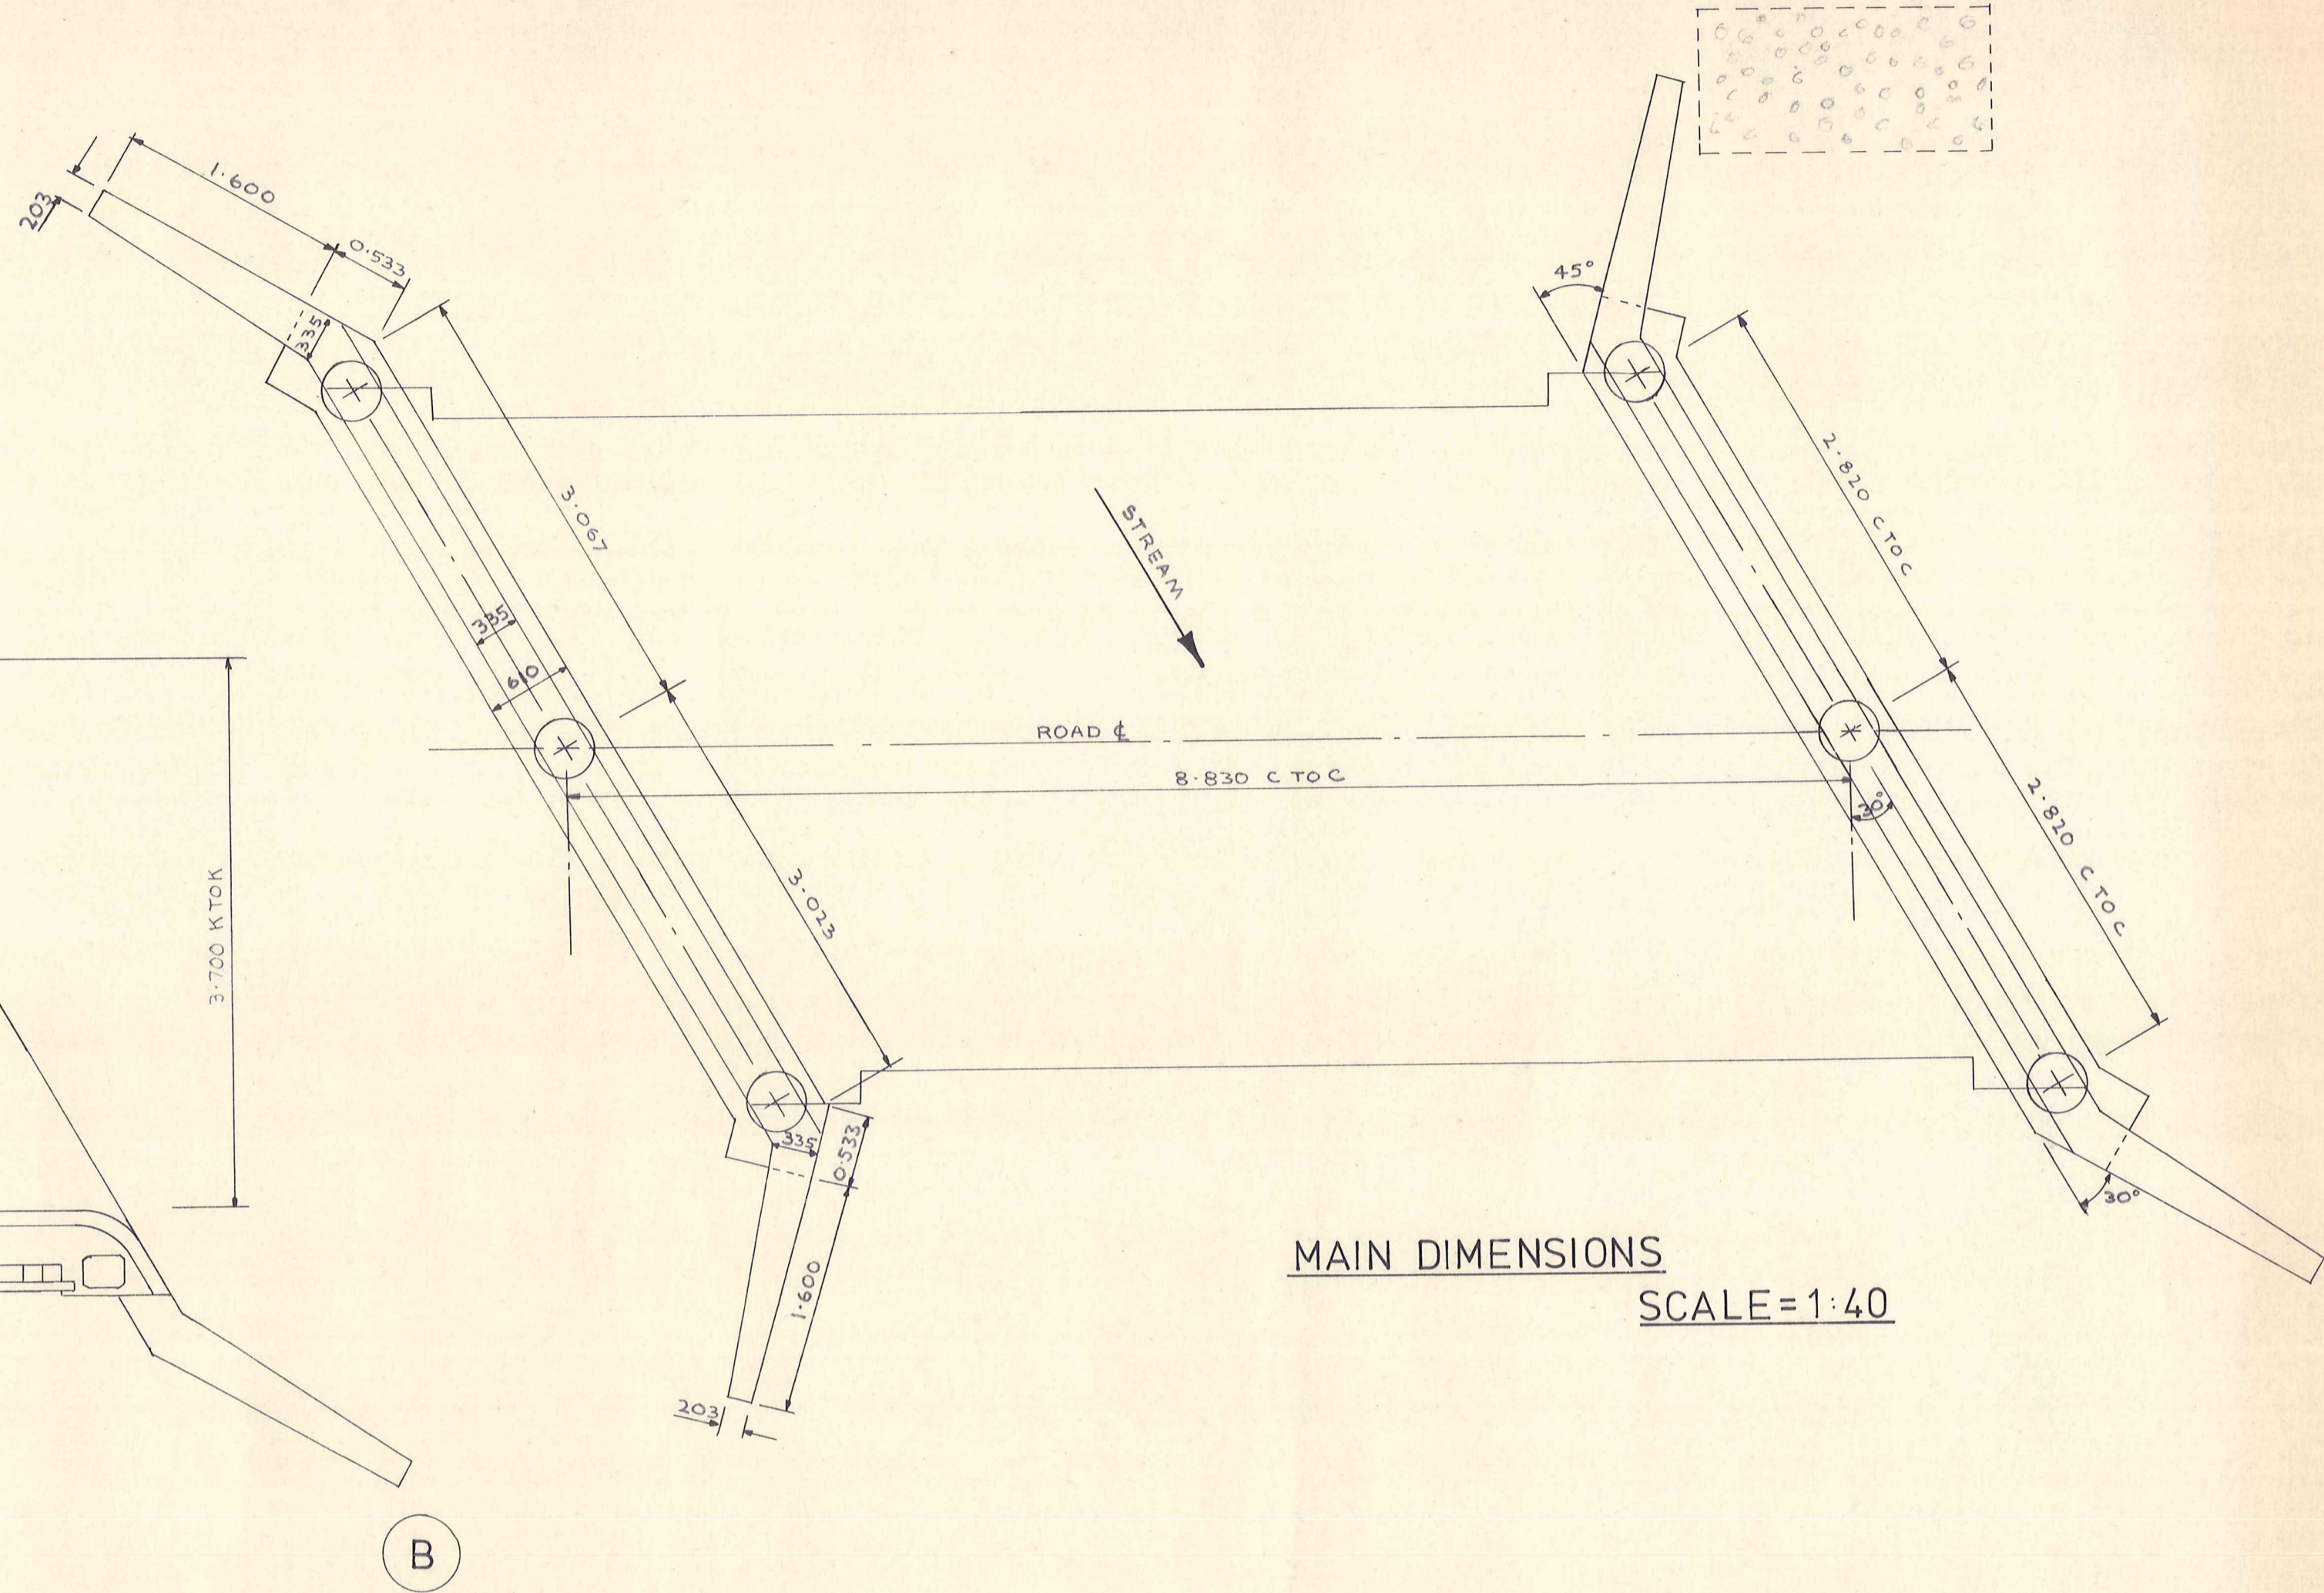 1·600
203
0·533
335
45°
3·067
2·820 C TO C
STREAM
335
610
ROAD ℄
8·830 C TO C
30°
2·820 C TO C
3·700 K TO K
3·023
335
0·533
30°
1·600
203
MAIN DIMENSIONS
SCALE=1:40
B